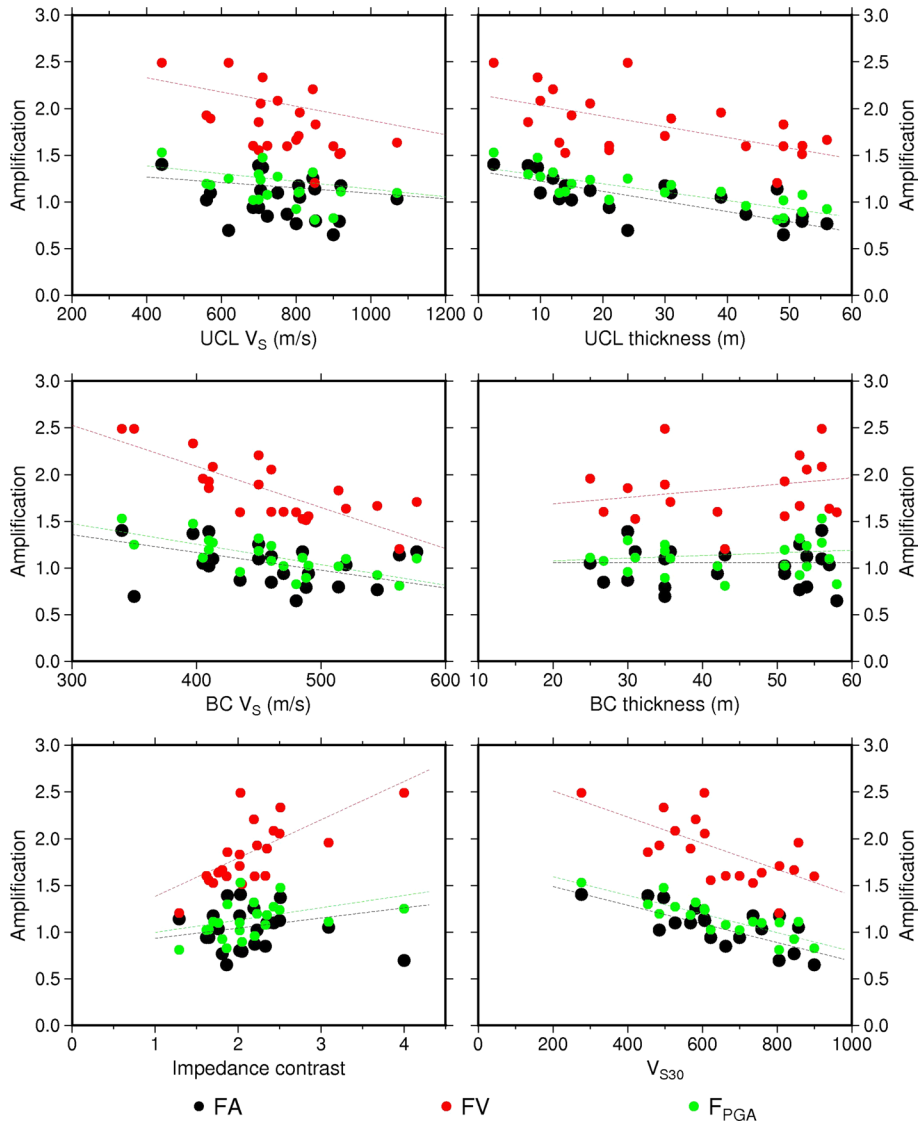 3.0 3.0
2.5 2.5
2.0 2.0
1.5 1.5
1.0 1.0
0.5 0.5
0.0 0.0
Amplification Amplification
200 400 600 800 1000 1200 0 10 20 30 40 50 60
UCL VS (m/s) UCL thickness (m)
3.0 3.0
2.5 2.5
2.0 2.0
1.5 1.5
1.0 1.0
0.5 0.5
0.0 0.0
Amplification Amplification
300 400 500 600 10 20 30 40 50 60
BC VS (m/s) BC thickness (m)
3.0 3.0
2.5 2.5
2.0 2.0
1.5 1.5
1.0 1.0
0.5 0.5
0.0 0.0
Amplification Amplification
0 1 2 3 4 0 200 400 600 800 1000
Impedance contrast VS30
FA FV FPGA